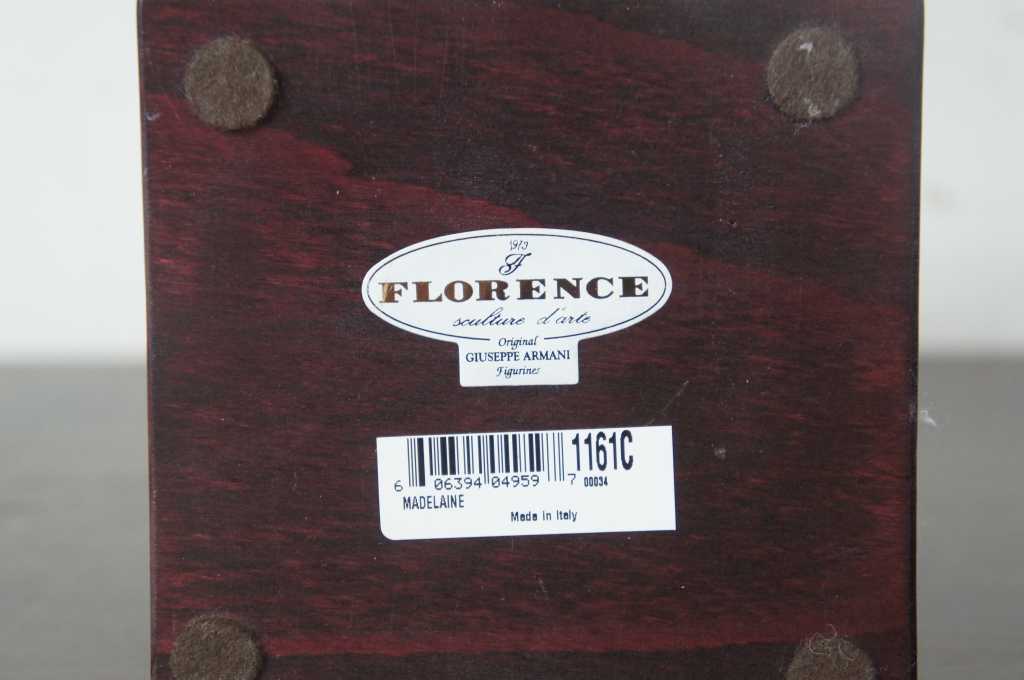 1973
FLORENCE
sculture d'arte
Original
GIUSEPPE ARMANI
Figurines
1161C
6 06394 04959 7 00034
MADELAINE
Made in Italy